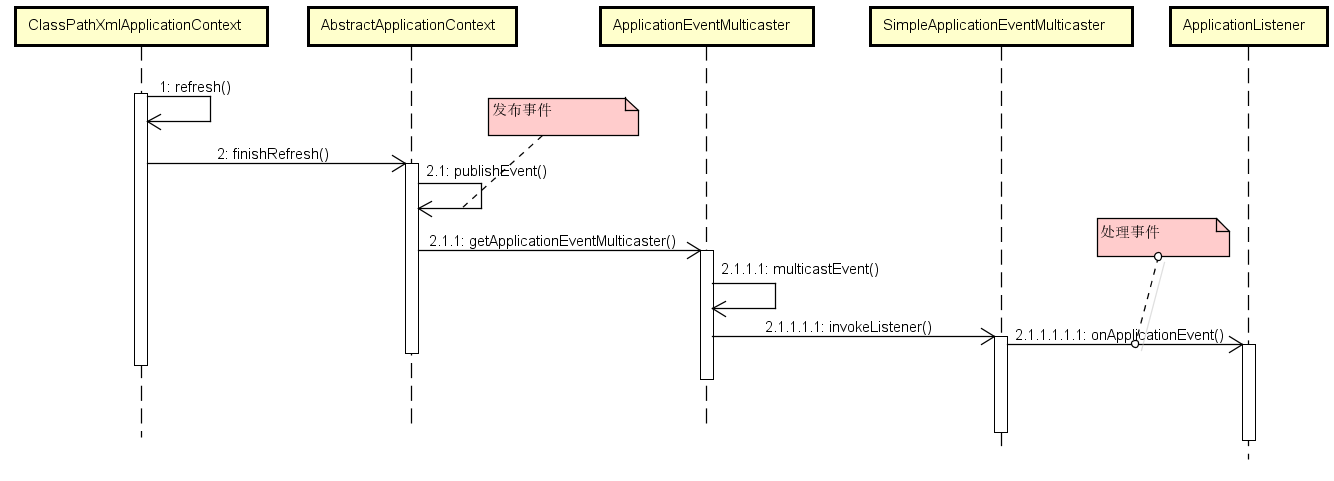 ClassPathXmlApplicationContext
AbstractApplicationContext
ApplicationEventMulticaster
SimpleApplicationEventMulticaster
ApplicationListener
1: refresh()
发布事件
2: finishRefresh()
2.1: publishEvent()
处理事件
2.1.1: getApplicationEventMulticaster()
2.1.1.1: multicastEvent()
2.1.1.1.1: invokeListener()
2.1.1.1.1.1: onApplicationEvent()